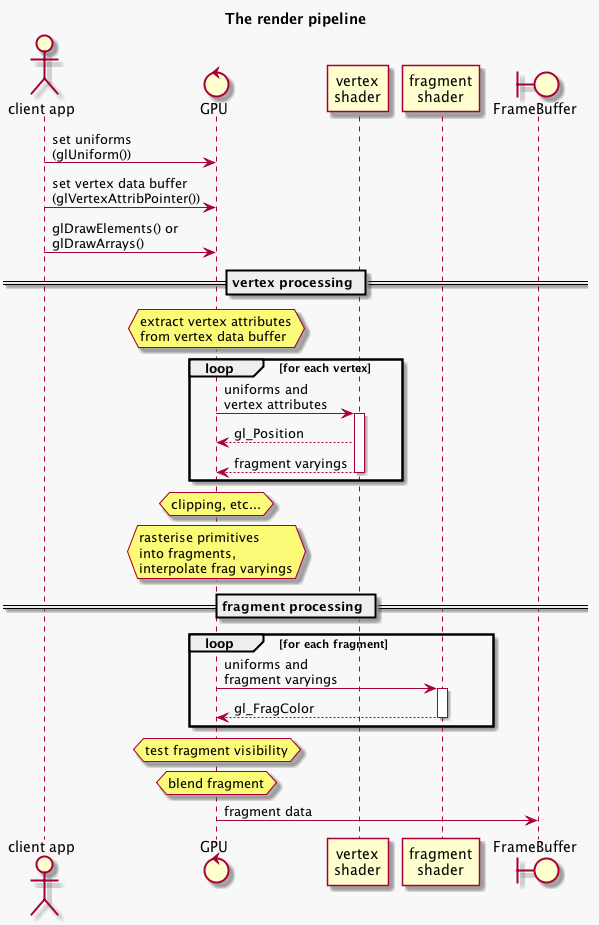 The render pipeline
client app
GPU
vertex
shader
fragment
shader
FrameBuffer
set uniforms
(glUniform())
set vertex data buffer
(glVertexAttribPointer())
glDrawElements() or
glDrawArrays()
vertex processing
extract vertex attributes
from vertex data buffer
loop [for each vertex]
uniforms and
vertex attributes
gl_Position
fragment varyings
clipping, etc...
rasterise primitives
into fragments,
interpolate frag varyings
fragment processing
loop [for each fragment]
uniforms and
fragment varyings
gl_FragColor
test fragment visibility
blend fragment
fragment data
client app
GPU
vertex
shader
fragment
shader
FrameBuffer